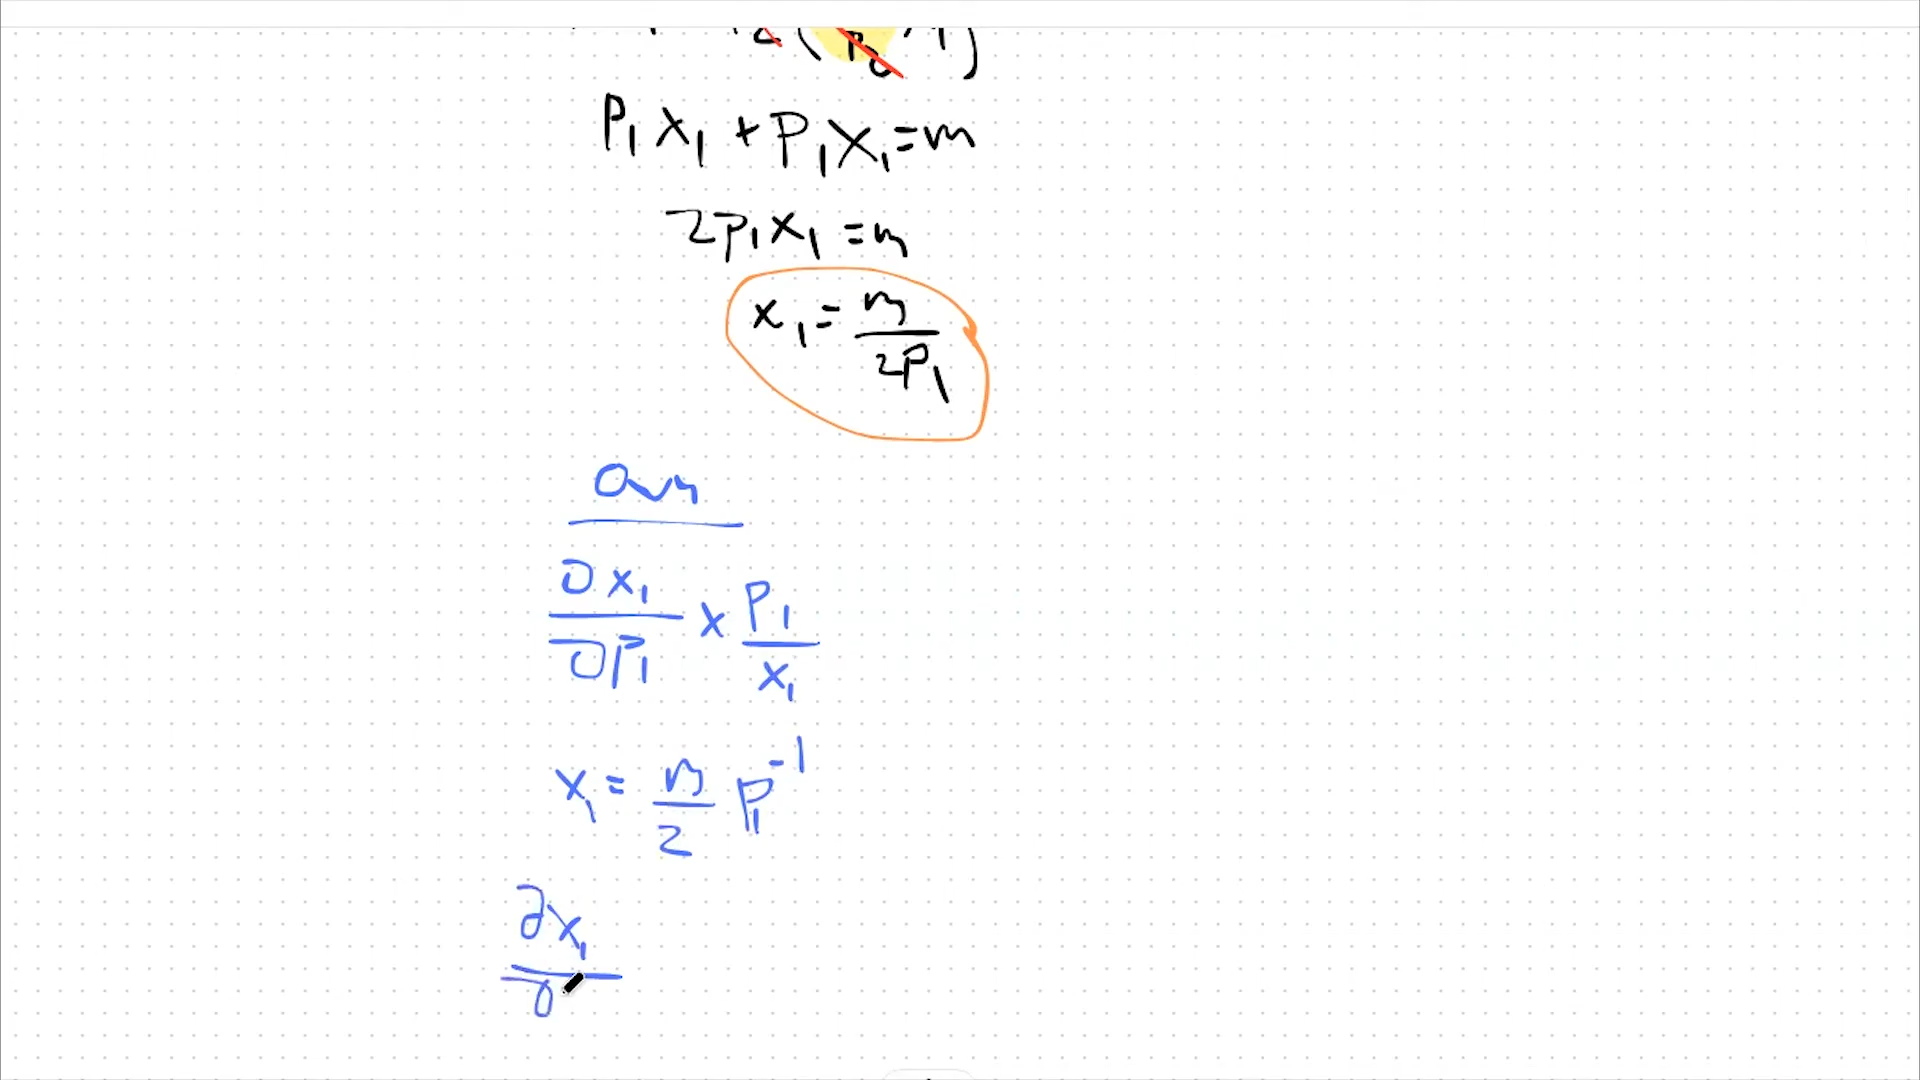 P₁x₁ + P₁x₁ = m
2P₁x₁ = m
x₁ = m / 2P₁
Own
∂x₁ / ∂P₁ × P₁ / x₁
x₁ = m / 2 P₁⁻¹
∂x₁ / ∂